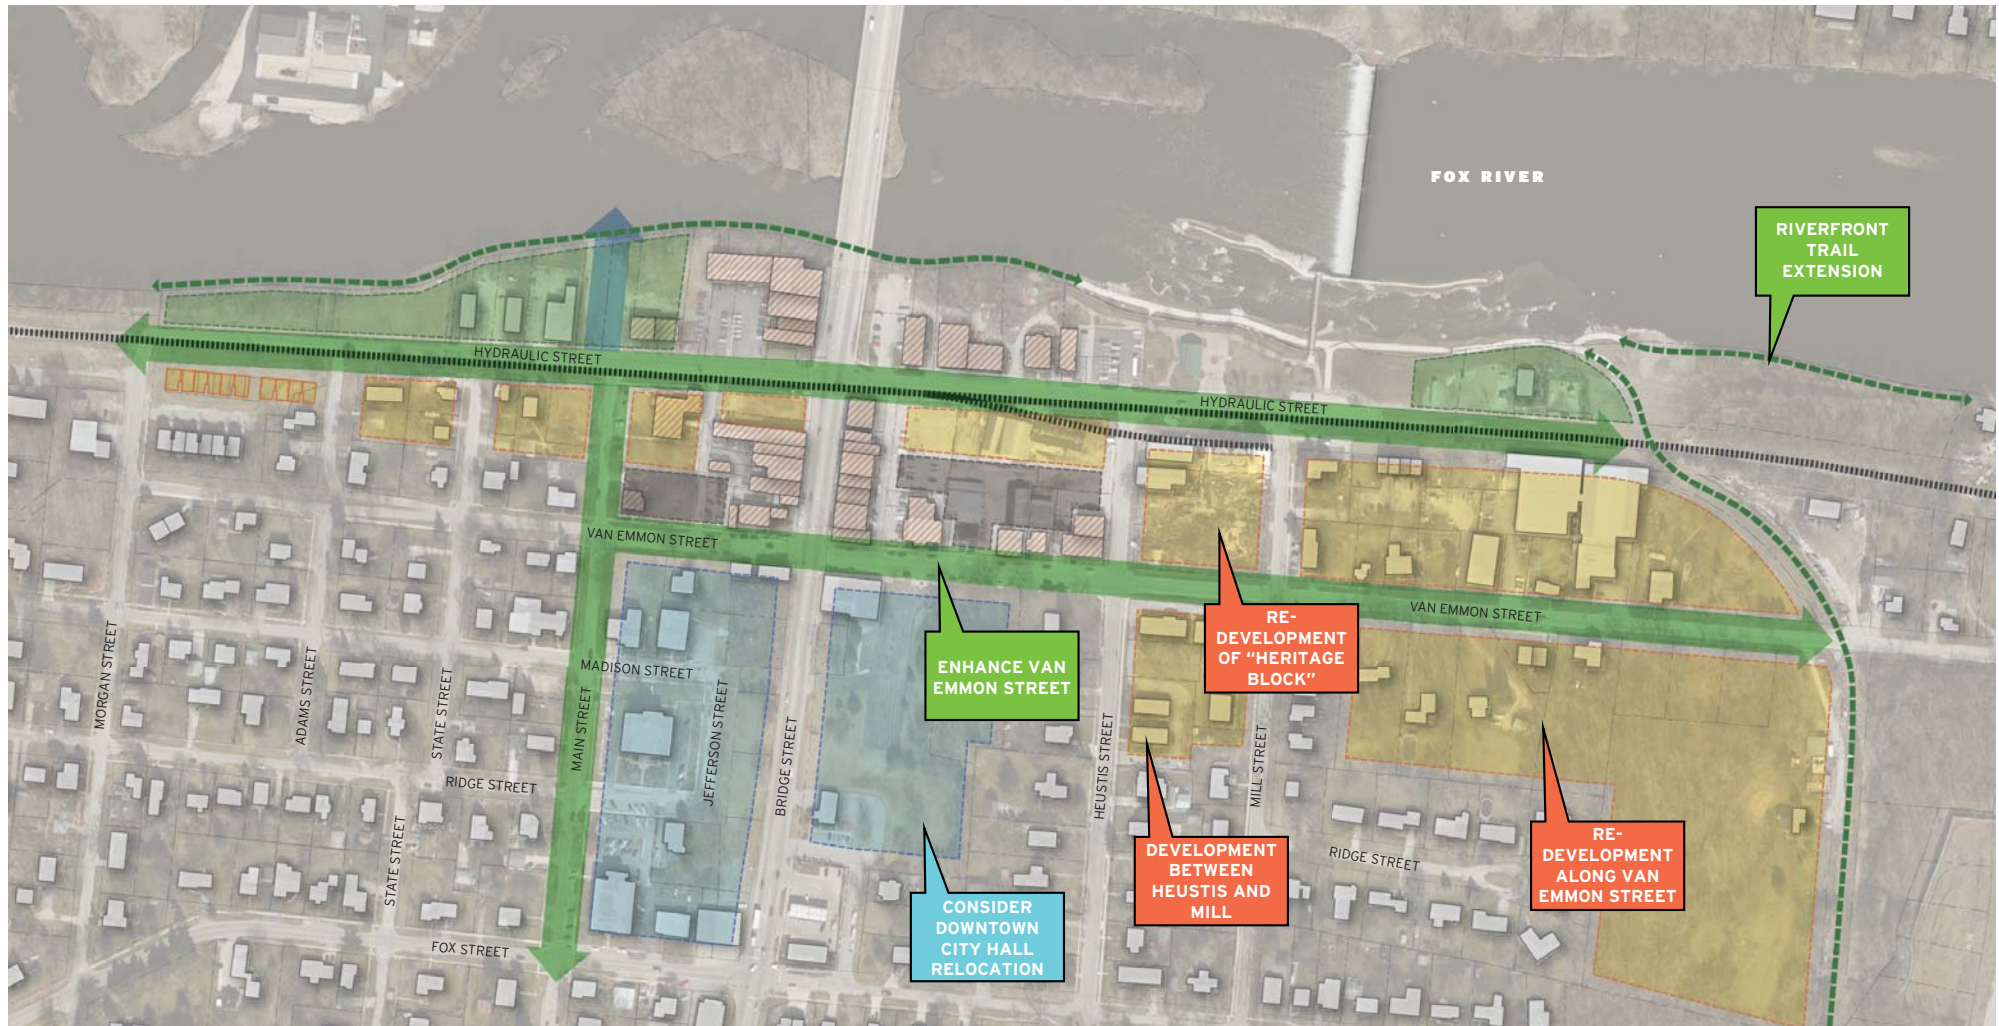 FOX RIVER
RIVERFRONT
TRAIL
EXTENSION
HYDRAULIC STREET
HYDRAULIC STREET
VAN EMMON STREET
VAN EMMON STREET
RE-
DEVELOPMENT
OF “HERITAGE
BLOCK”
ENHANCE VAN
EMMON STREET
MORGAN STREET
ADAMS STREET
STATE STREET
MAIN STREET
MADISON STREET
JEFFERSON STREET
BRIDGE STREET
HEUSTIS STREET
MILL STREET
RIDGE STREET
STATE STREET
FOX STREET
CONSIDER
DOWNTOWN
CITY HALL
RELOCATION
DEVELOPMENT
BETWEEN
HEUSTIS AND
MILL
RIDGE STREET
RE-
DEVELOPMENT
ALONG VAN
EMMON STREET